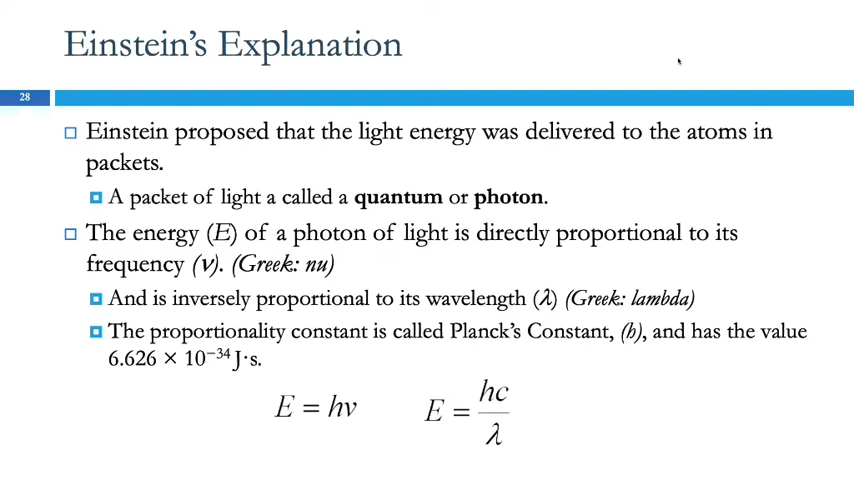 Einstein's Explanation
28
Einstein proposed that the light energy was delivered to the atoms in
packets.
A packet of light a called a quantum or photon.
The energy (E) of a photon of light is directly proportional to its
frequency (ν). (Greek: nu)
And is inversely proportional to its wavelength (λ) (Greek: lambda)
The proportionality constant is called Planck's Constant, (h), and has the value
6.626 × 10⁻³⁴ J·s.
E = hν E = hc/λ